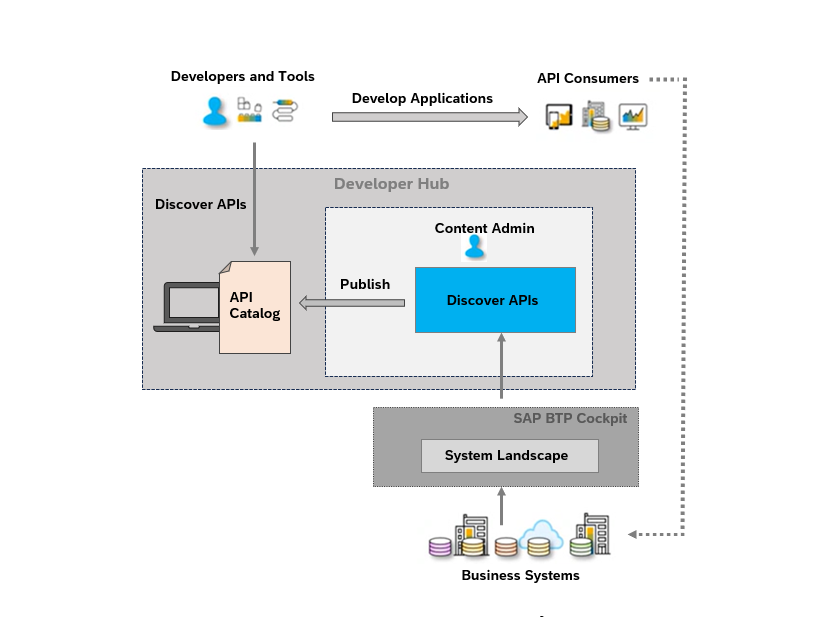 Developers and Tools
API Consumers
Develop Applications
Developer Hub
Discover APIs
Content Admin
Publish
API
Catalog
Discover APIs
SAP BTP Cockpit
System Landscape
Business Systems